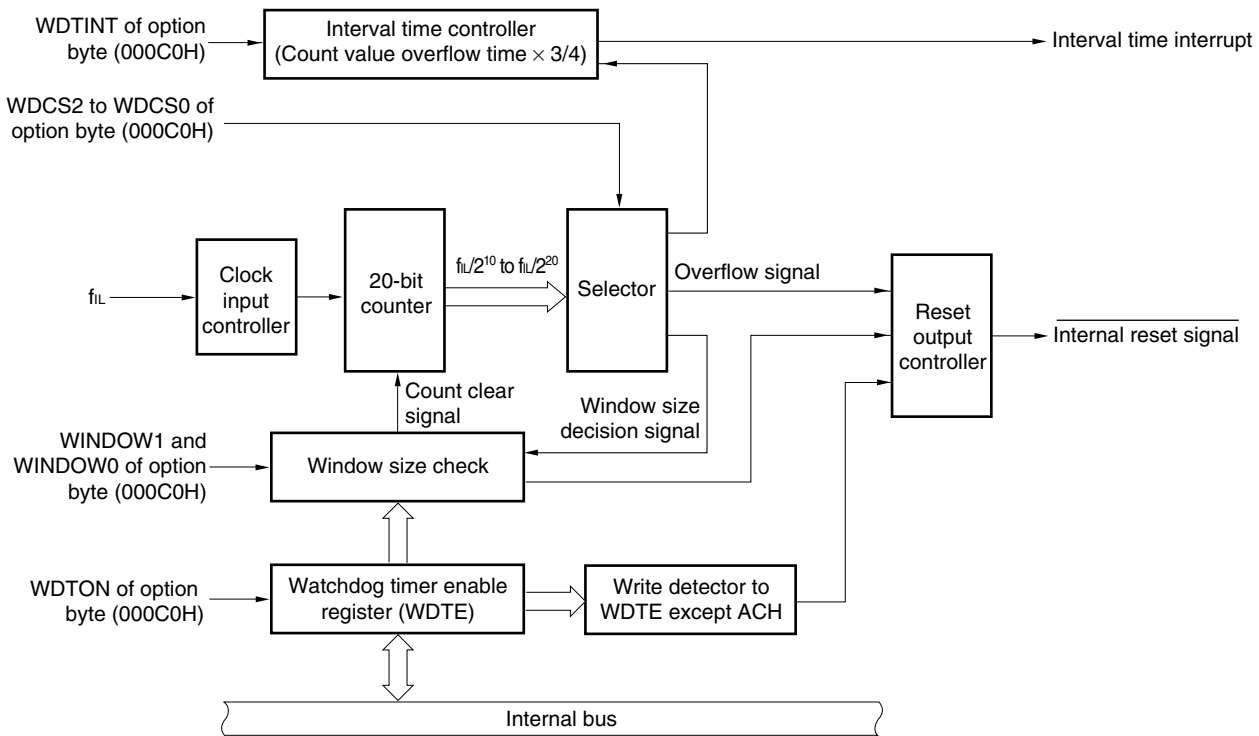 WDTINT of option
byte (000C0H)
Interval time controller
(Count value overflow time × 3/4)
Interval time interrupt
WDCS2 to WDCS0 of
option byte (000C0H)
fIL
Clock
input
controller
20-bit
counter
fIL/2¹⁰ to fIL/2²⁰
Selector
Overflow signal
Reset
output
controller
Internal reset signal
Count clear
signal
Window size
decision signal
WINDOW1 and
WINDOW0 of option
byte (000C0H)
Window size check
WDTON of option
byte (000C0H)
Watchdog timer enable
register (WDTE)
Write detector to
WDTE except ACH
Internal bus